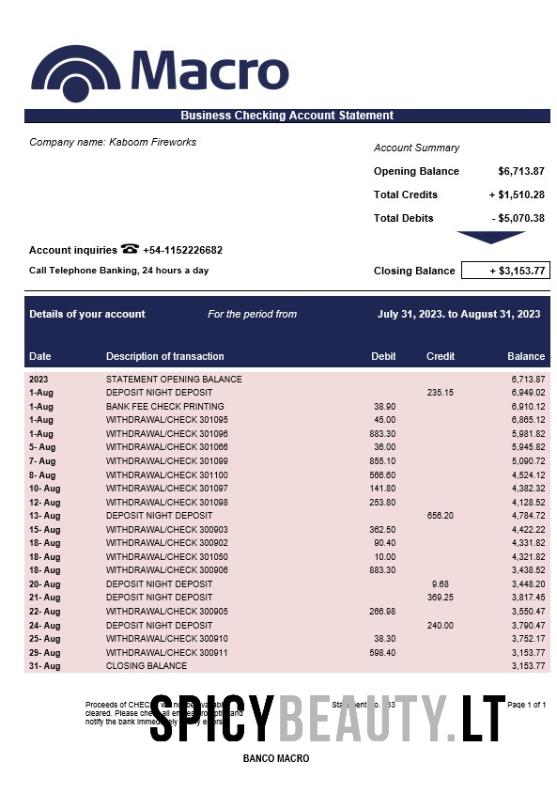 Macro
Business Checking Account Statement
Company name: Kaboom Fireworks
Account Summary
Opening Balance $6,713.87
Total Credits + $1,510.28
Total Debits - $5,070.38
Account inquiries ☎ +54-1152226682
Call Telephone Banking, 24 hours a day
Closing Balance + $3,153.77
Details of your account For the period from July 31, 2023. to August 31, 2023
Date Description of transaction Debit Credit Balance
2023 STATEMENT OPENING BALANCE 6,713.87
1-Aug DEPOSIT NIGHT DEPOSIT 235.15 6,949.02
1-Aug BANK FEE CHECK PRINTING 38.90 6,910.12
1-Aug WITHDRAWAL/CHECK 301095 45.00 6,865.12
1-Aug WITHDRAWAL/CHECK 301096 883.30 5,981.82
5- Aug WITHDRAWAL/CHECK 301066 36.00 5,945.82
7- Aug WITHDRAWAL/CHECK 301099 855.10 5,090.72
8- Aug WITHDRAWAL/CHECK 301100 566.60 4,524.12
10- Aug WITHDRAWAL/CHECK 301097 141.80 4,382.32
12- Aug WITHDRAWAL/CHECK 301098 253.80 4,128.52
13- Aug DEPOSIT NIGHT DEPOSIT 656.20 4,784.72
15- Aug WITHDRAWAL/CHECK 300903 362.50 4,422.22
18- Aug WITHDRAWAL/CHECK 300902 90.40 4,331.82
18- Aug WITHDRAWAL/CHECK 301050 10.00 4,321.82
18- Aug WITHDRAWAL/CHECK 300906 883.30 3,438.52
20- Aug DEPOSIT NIGHT DEPOSIT 9.68 3,448.20
21- Aug DEPOSIT NIGHT DEPOSIT 369.25 3,817.45
22- Aug WITHDRAWAL/CHECK 300905 266.98 3,550.47
24- Aug DEPOSIT NIGHT DEPOSIT 240.00 3,790.47
25- Aug WITHDRAWAL/CHECK 300910 38.30 3,752.17
29- Aug WITHDRAWAL/CHECK 300911 598.40 3,153.77
31- Aug CLOSING BALANCE 3,153.77
Proceeds of Page 1 of 1
cleared. Please
notify the bank
SPICYBEAUTY.LT
BANCO MACRO